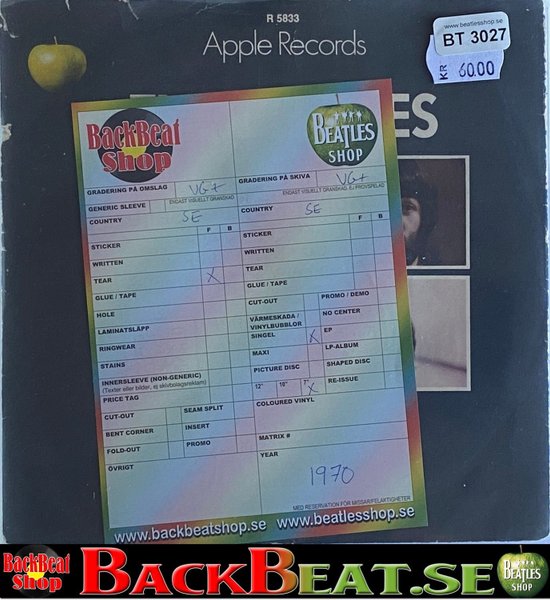 R 5833
Apple Records
www.beatlesshop.se
BT 3027
KR 60.00
ES
BackBeat
Shop
BEATLES
SHOP
GRADERING PÅ OMSLAG VG+
ENDAST VISUELLT GRANSKAD
GRADERING PÅ SKIVA VG+
ENDAST VISUELLT GRANSKAD, EJ PROVSPELAD
GENERIC SLEEVE
COUNTRY SE
F B
STICKER
WRITTEN
TEAR X
GLUE / TAPE
HOLE
LAMINATSLÄPP
RINGWEAR
STAINS
INNERSLEEVE (NON-GENERIC)
(Texter eller bilder, ej skivbolagsreklam)
PRICE TAG
CUT-OUT
SEAM SPLIT
BENT CORNER
INSERT
FOLD-OUT
PROMO
ÖVRIGT
COUNTRY SE
F B
STICKER
WRITTEN
TEAR
GLUE / TAPE
CUT-OUT
PROMO / DEMO
VÄRMESKADA /
VINYLBUBBLOR
NO CENTER
SINGEL X
EP
MAXI
LP-ALBUM
PICTURE DISC
SHAPED DISC
12" 10" 7" X
RE-ISSUE
COLOURED VINYL
MATRIX #
YEAR
1970
MED RESERVATION FÖR MISSAR/FELAKTIGHETER
www.backbeatshop.se www.beatlesshop.se
BackBeat
Shop
BACKBEAT.SE
BEATLES
SHOP